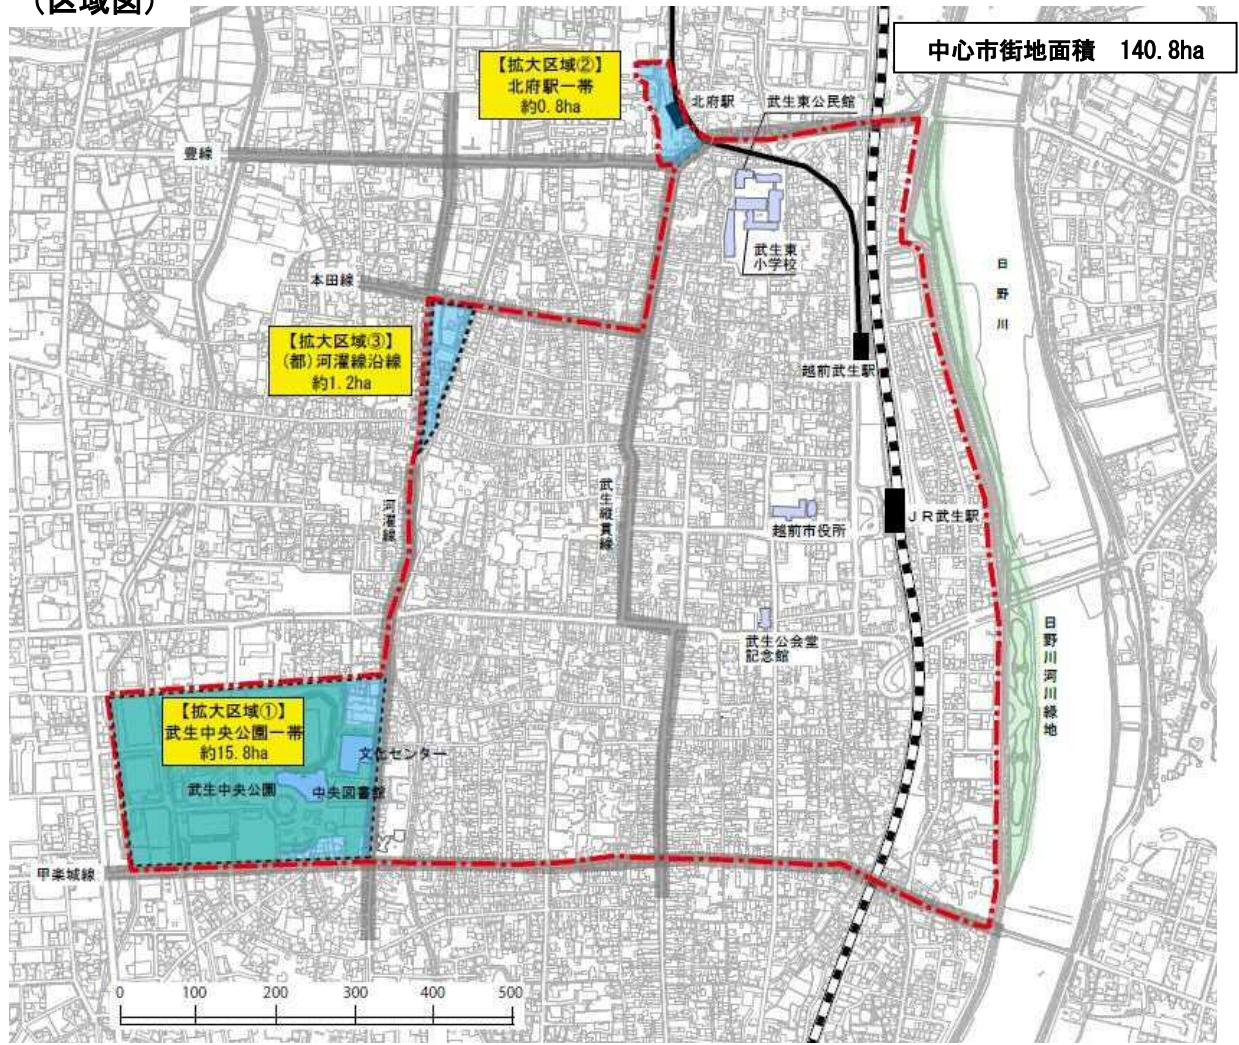 (区域図)
中心市街地面積 140.8ha
【拡大区域②】
北府駅一帯
約0.8ha
北府駅
武生東公民館
豊線
武生東
小学校
本田線
日野川
【拡大区域③】
(都)河濯線沿線
約1.2ha
越前武生駅
河濯線
武生縦貫線
越前市役所
JR武生駅
武生公会堂
記念館
日野川河川緑地
【拡大区域①】
武生中央公園一帯
約15.8ha
文化センター
武生中央公園
中央図書館
甲楽城線
0 100 200 300 400 500